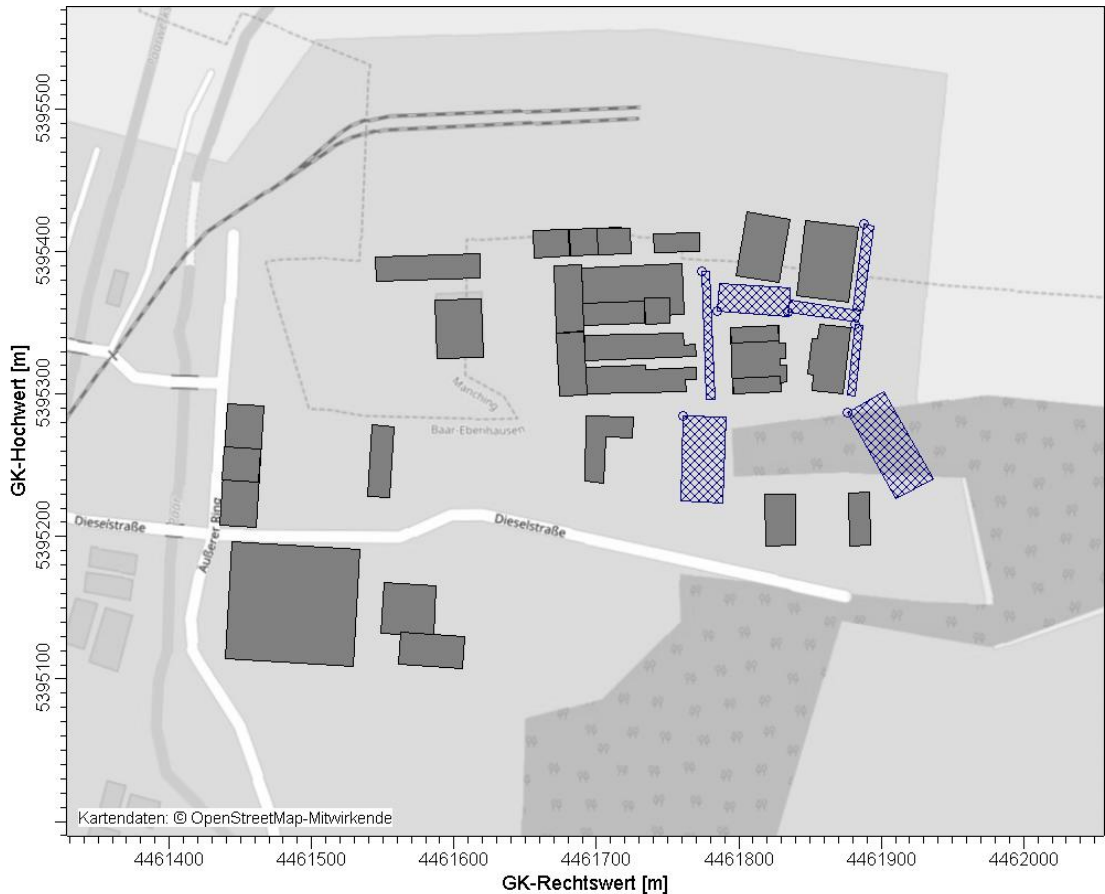 GK-Hochwert [m]
5395500
5395400
5395300
5395200
5395100
Manching
Baar-Ebenhausen
Dieselstraße
Dieselstraße
Äußerer Ring
Kartendaten: © OpenStreetMap-Mitwirkende
4461400
4461500
4461600
4461700
4461800
4461900
4462000
GK-Rechtswert [m]